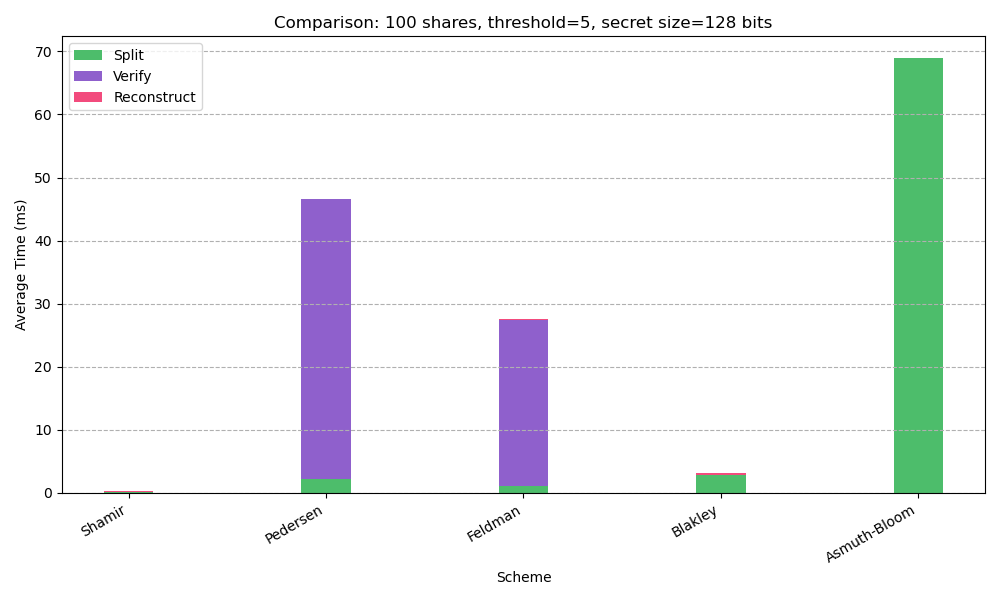 Comparison: 100 shares, threshold=5, secret size=128 bits
Split
Verify
Reconstruct
70
60
50
40
30
20
10
0
Average Time (ms)
Shamir
Pedersen
Feldman
Blakley
Asmuth-Bloom
Scheme